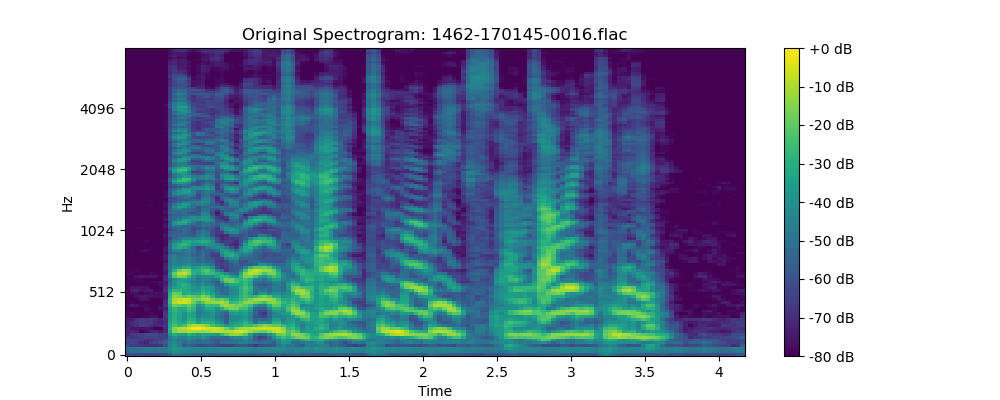 Original Spectrogram: 1462-170145-0016.flac
Hz
4096
2048
1024
512
0
0 0.5 1 1.5 2 2.5 3 3.5 4
Time
+0 dB
-10 dB
-20 dB
-30 dB
-40 dB
-50 dB
-60 dB
-70 dB
-80 dB